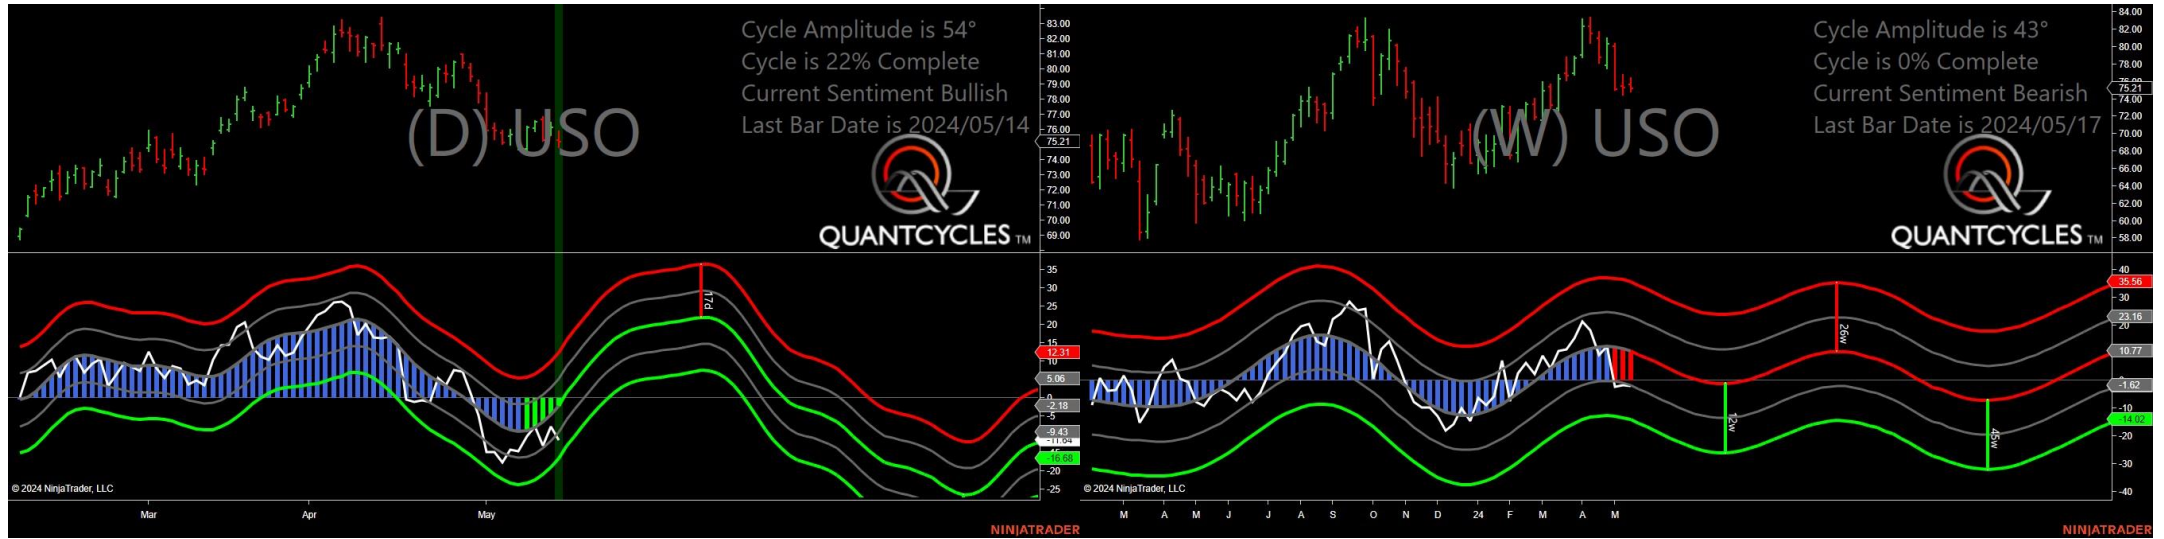 Cycle Amplitude is 54°
Cycle is 22% Complete
Current Sentiment Bullish
Last Bar Date is 2024/05/14
(D) USO
QUANTCYCLES TM
83.00
82.00
81.00
80.00
79.00
78.00
77.00
76.00
75.21
74.00
73.00
72.00
71.00
70.00
69.00
17d
35
30
25
20
15
12.31
10
5.06
0
-2.18
-5
-9.43
-11.64
-16.68
-20
-25
© 2024 NinjaTrader, LLC
Mar Apr May
NINJATRADER
Cycle Amplitude is 43°
Cycle is 0% Complete
Current Sentiment Bearish
Last Bar Date is 2024/05/17
(W) USO
QUANTCYCLES TM
84.00
82.00
80.00
78.00
76.00
75.21
74.00
72.00
70.00
68.00
66.00
64.00
62.00
60.00
58.00
26w
12w
45w
40
35.56
30
23.16
20
10.77
-1.62
-10
-14.02
-20
-30
-40
© 2024 NinjaTrader, LLC
M A M J J A S O N D 24 F M A M
NINJATRADER